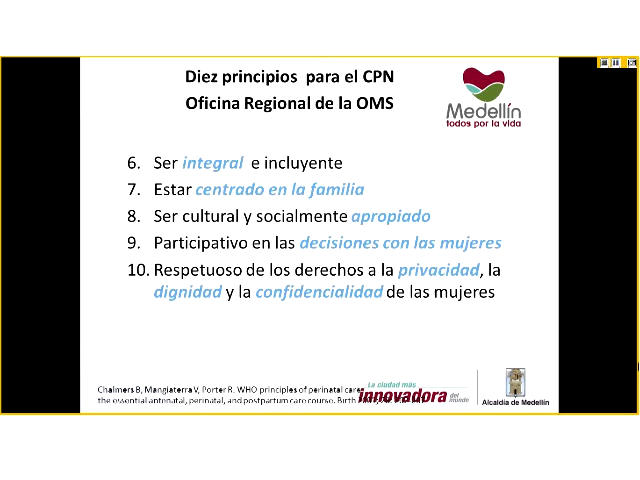 Diez principios para el CPN
Oficina Regional de la OMS
Medellín
todos por la vida
6. Ser integral e incluyente
7. Estar centrado en la familia
8. Ser cultural y socialmente apropiado
9. Participativo en las decisiones con las mujeres
10. Respetuoso de los derechos a la privacidad, la
dignidad y la confidencialidad de las mujeres
Chalmers B, Mangiaterra V, Porter R. WHO principles of perinatal care:
the essential antenatal, perinatal, and postpartum care course. Birth
La ciudad más
innovadora del
mundo
Alcaldía de Medellín